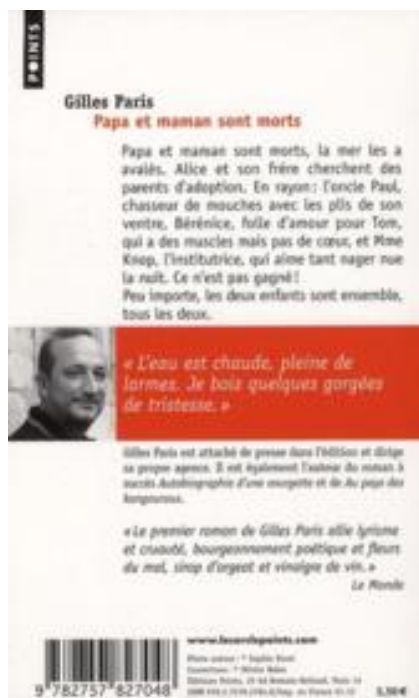 POINTS
Gilles Paris
Papa et maman sont morts
Papa et maman sont morts, la mer les a
avalés. Alice et son frère cherchent des
parents d'adoption. En rayon : l'oncle Paul,
chasseur de mouches avec les plis de son
ventre, Bérénice, folle d'amour pour Tom,
qui a des muscles mais pas de cœur, et Mme
Knop, l'institutrice, qui aime tant nager nue
la nuit. Ce n'est pas gagné !
Peu importe, les deux enfants sont ensemble,
tous les deux.
« L'eau est chaude, pleine de
larmes. Je bois quelques gorgées
de tristesse. »
Gilles Paris est attaché de presse dans l'édition et dirige
sa propre agence. Il est également l'auteur du roman à
succès Autobiographie d'une courgette et de Au pays des
kangourous.
« Le premier roman de Gilles Paris allie lyrisme
et cruauté, bourgeonnement poétique et fleurs
du mal, sirop d'orgeat et vinaigre de vin. »
Le Monde
www.lecerclepoints.com
9 782757 827048